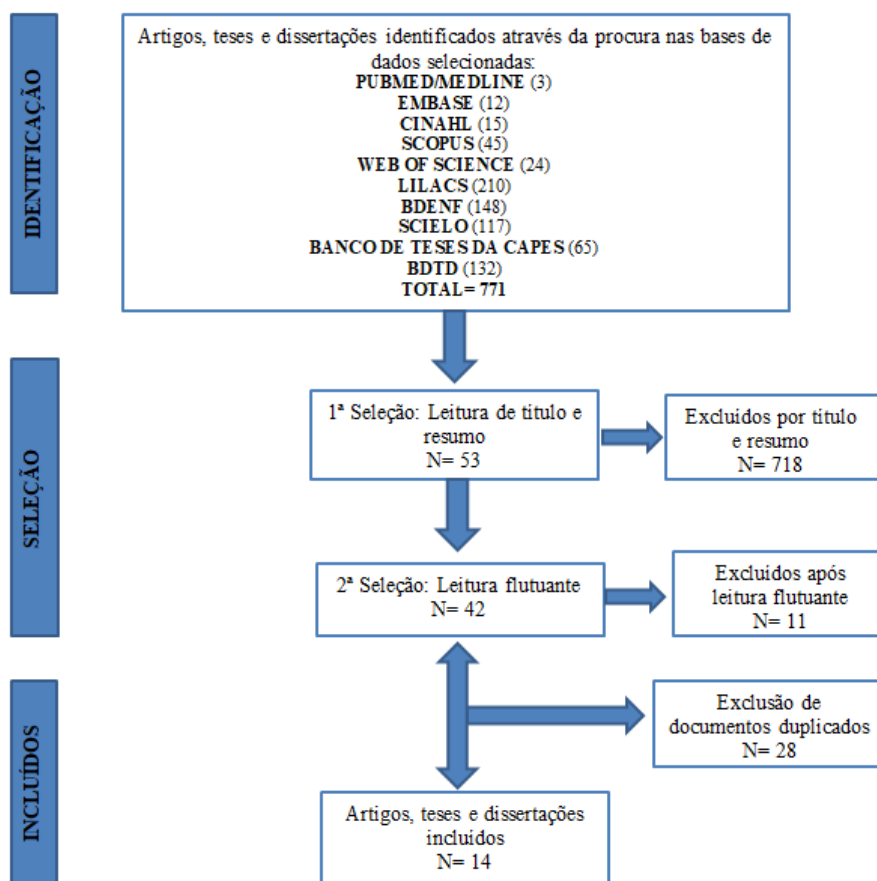 IDENTIFICAÇÃO
Artigos, teses e dissertações identificados através da procura nas bases de
dados selecionadas:
PUBMED/MEDLINE (3)
EMBASE (12)
CINAHL (15)
SCOPUS (45)
WEB OF SCIENCE (24)
LILACS (210)
BDENF (148)
SCIELO (117)
BANCO DE TESES DA CAPES (65)
BDTD (132)
TOTAL= 771
SELEÇÃO
1ª Seleção: Leitura de titulo e
resumo
N= 53
Excluidos por titulo
e resumo
N= 718
2ª Seleção: Leitura flutuante
N= 42
Excluidos após
leitura flutuante
N= 11
INCLUÍDOS
Exclusão de
documentos duplicados
N= 28
Artigos, teses e dissertações
incluidos
N= 14